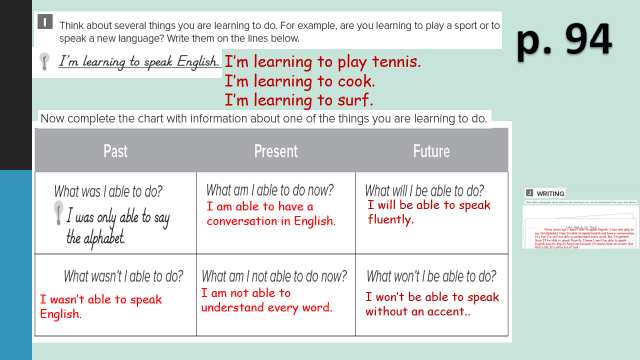 I Think about several things you are learning to do. For example, are you learning to play a sport or to
speak a new language? Write them on the lines below.
p. 94
I'm learning to speak English. I'm learning to play tennis.
I'm learning to cook.
I'm learning to surf.
Now complete the chart with information about one of the things you are learning to do.
Past Present Future
What was I able to do?
I was only able to say
the alphabet.
What am I able to do now?
I am able to have a
conversation in English.
What will I be able to do?
I will be able to speak
fluently.
J WRITING
What wasn't I able to do?
I wasn't able to speak
English.
What am I not able to do now?
I am not able to
understand every word.
What won't I be able to do?
I won't be able to speak
without an accent..